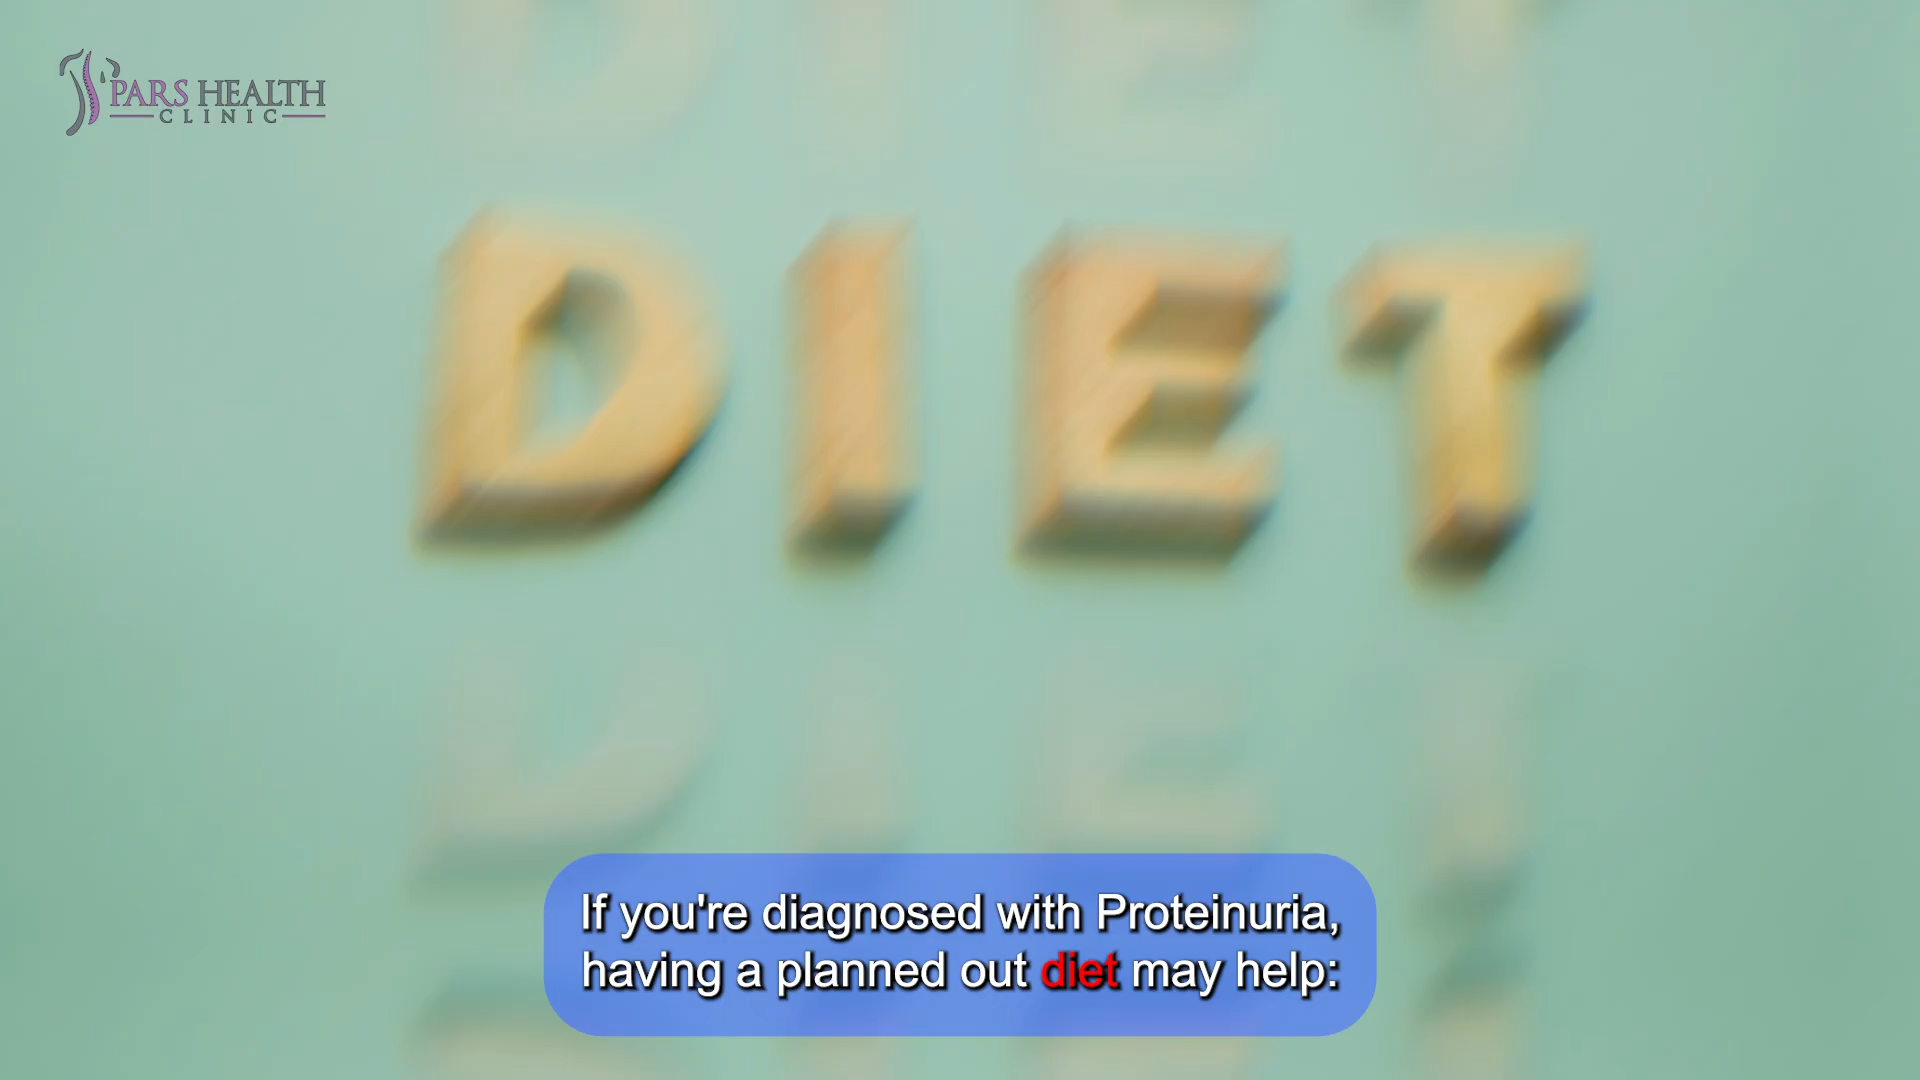 PARS HEALTH
CLINIC
DIET
If you're diagnosed with Proteinuria,
having a planned out diet may help: